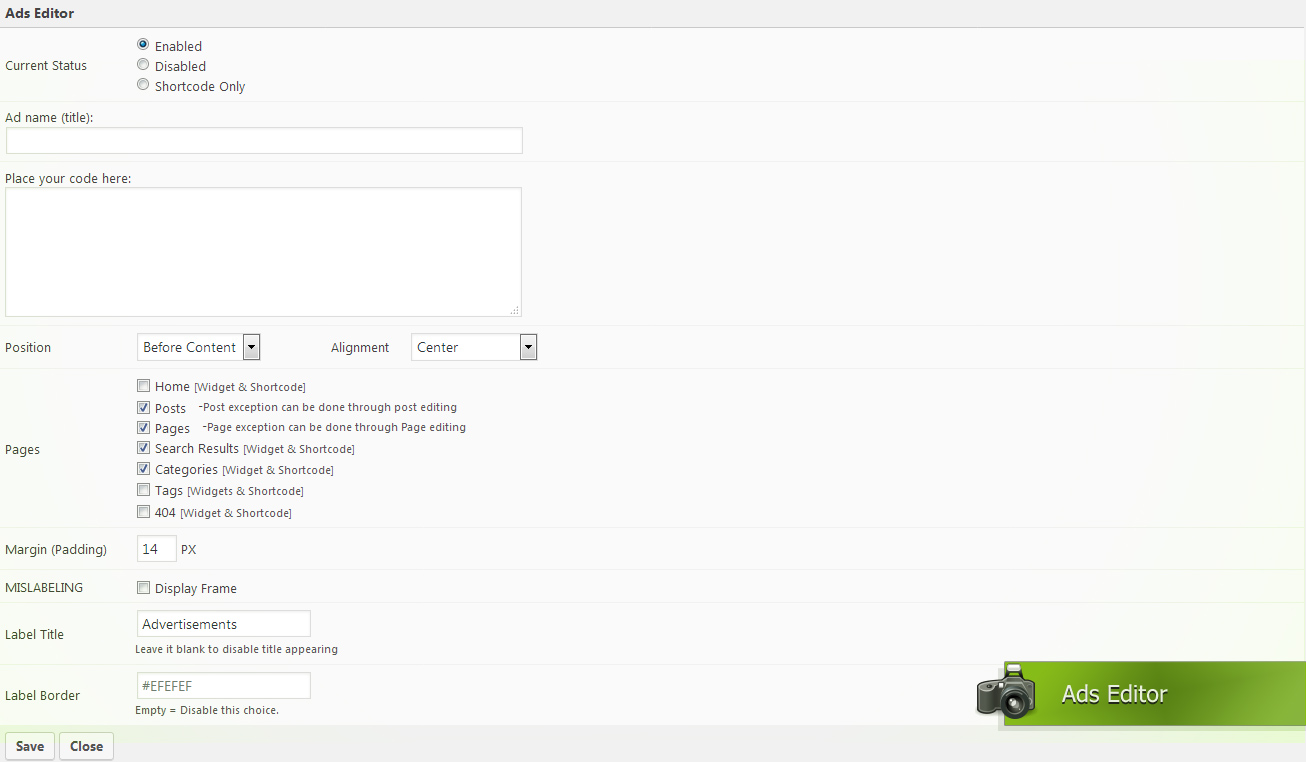 Ads Editor
Current Status
Enabled
Disabled
Shortcode Only
Ad name (title):
Place your code here:
Position Before Content Alignment Center
Pages
Home [Widget & Shortcode]
Posts -Post exception can be done through post editing
Pages -Page exception can be done through Page editing
Search Results [Widget & Shortcode]
Categories [Widget & Shortcode]
Tags [Widgets & Shortcode]
404 [Widget & Shortcode]
Margin (Padding) 14 PX
MISLABELING Display Frame
Label Title Advertisements
Leave it blank to disable title appearing
Label Border #EFEFEF
Empty = Disable this choice.
Ads Editor
Save Close